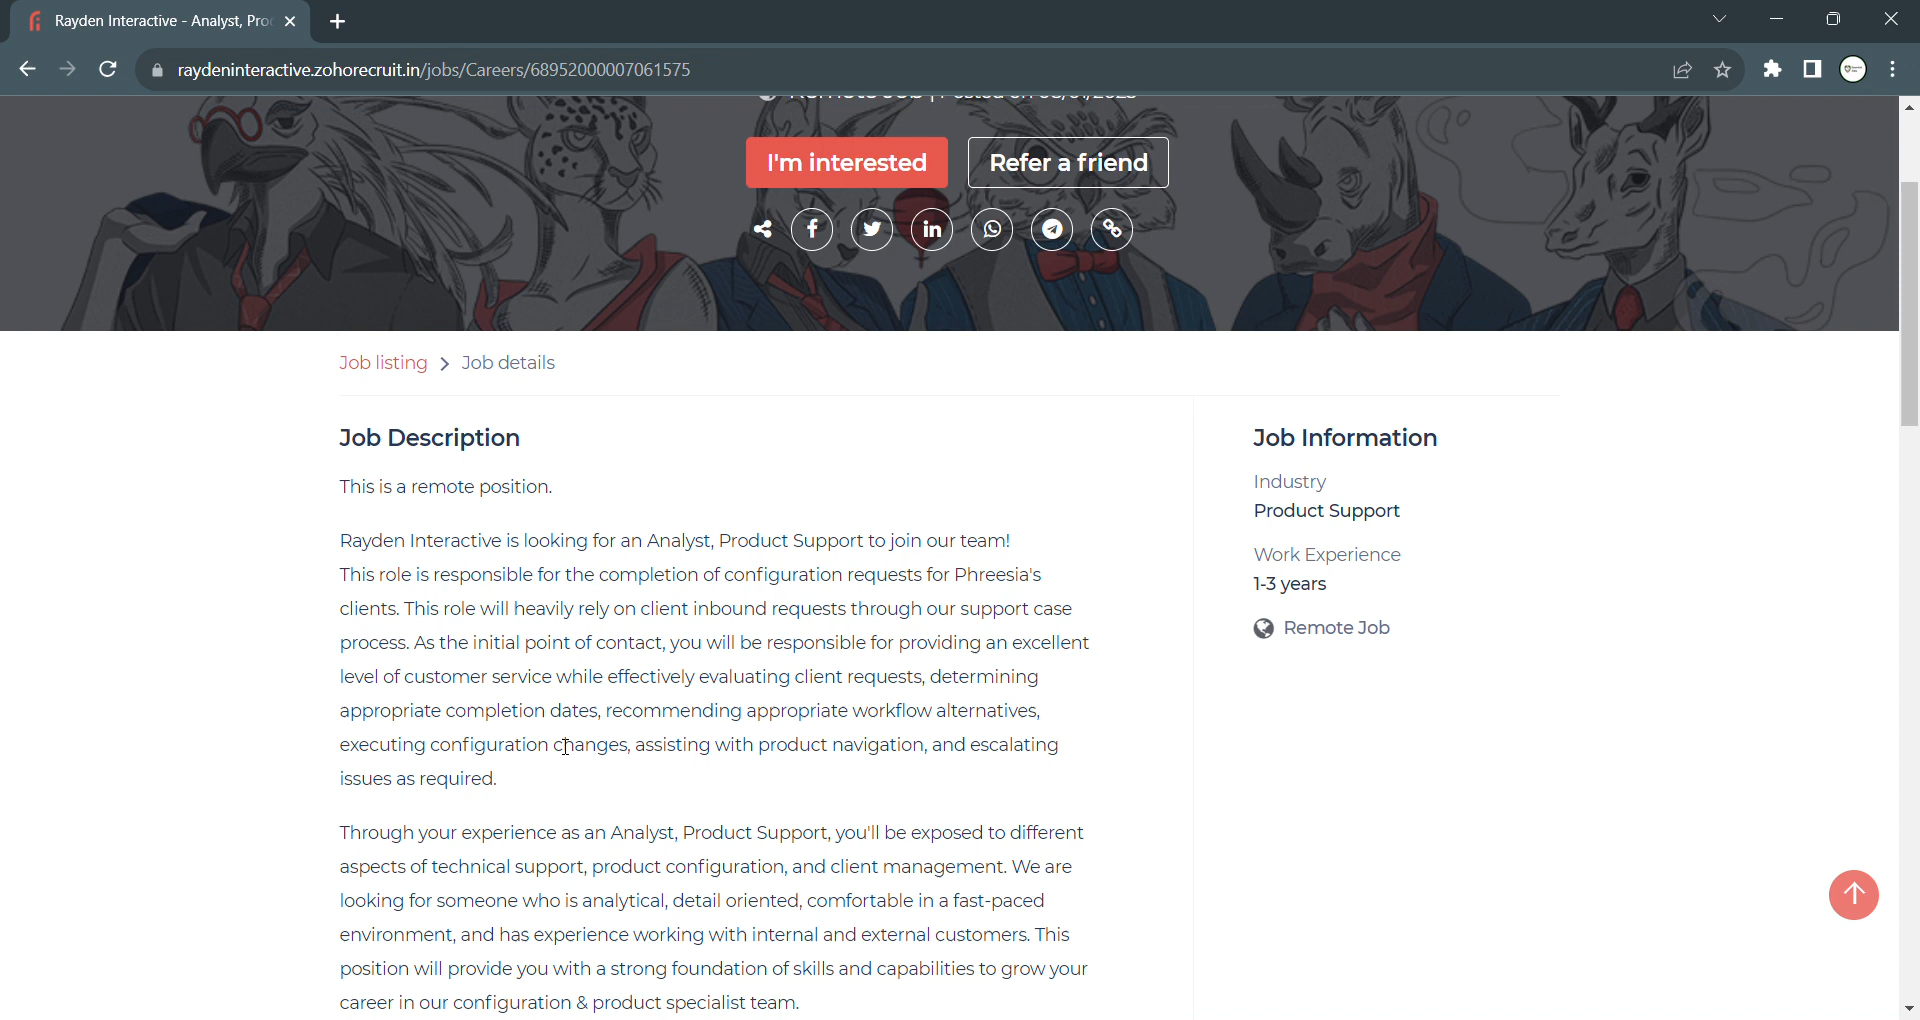 Rayden Interactive - Analyst, Pro
raydeninteractive.zohorecruit.in/jobs/Careers/68952000007061575
I'm interested
Refer a friend
Job listing > Job details
Job Description
This is a remote position.
Rayden Interactive is looking for an Analyst, Product Support to join our team!
This role is responsible for the completion of configuration requests for Phreesia's
clients. This role will heavily rely on client inbound requests through our support case
process. As the initial point of contact, you will be responsible for providing an excellent
level of customer service while effectively evaluating client requests, determining
appropriate completion dates, recommending appropriate workflow alternatives,
executing configuration changes, assisting with product navigation, and escalating
issues as required.
Through your experience as an Analyst, Product Support, you'll be exposed to different
aspects of technical support, product configuration, and client management. We are
looking for someone who is analytical, detail oriented, comfortable in a fast-paced
environment, and has experience working with internal and external customers. This
position will provide you with a strong foundation of skills and capabilities to grow your
career in our configuration & product specialist team.
Job Information
Industry
Product Support
Work Experience
1-3 years
Remote Job